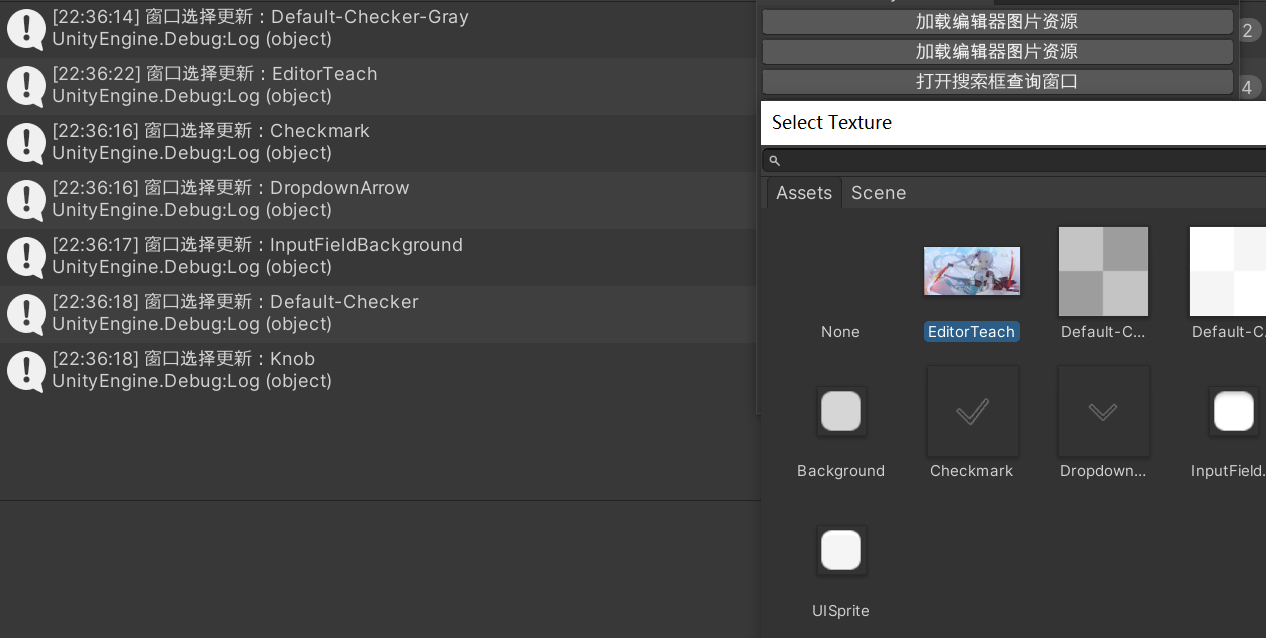 [22:36:14] 窗口选择更新：Default-Checker-Gray
UnityEngine.Debug:Log (object)
[22:36:22] 窗口选择更新：EditorTeach
UnityEngine.Debug:Log (object)
[22:36:16] 窗口选择更新：Checkmark
UnityEngine.Debug:Log (object)
[22:36:16] 窗口选择更新：DropdownArrow
UnityEngine.Debug:Log (object)
[22:36:17] 窗口选择更新：InputFieldBackground
UnityEngine.Debug:Log (object)
[22:36:18] 窗口选择更新：Default-Checker
UnityEngine.Debug:Log (object)
[22:36:18] 窗口选择更新：Knob
UnityEngine.Debug:Log (object)
加载编辑器图片资源
2
加载编辑器图片资源
打开搜索框查询窗口
4
Select Texture
Assets Scene
None EditorTeach Default-C... Default-C.
Background Checkmark Dropdown... InputField.
UISprite